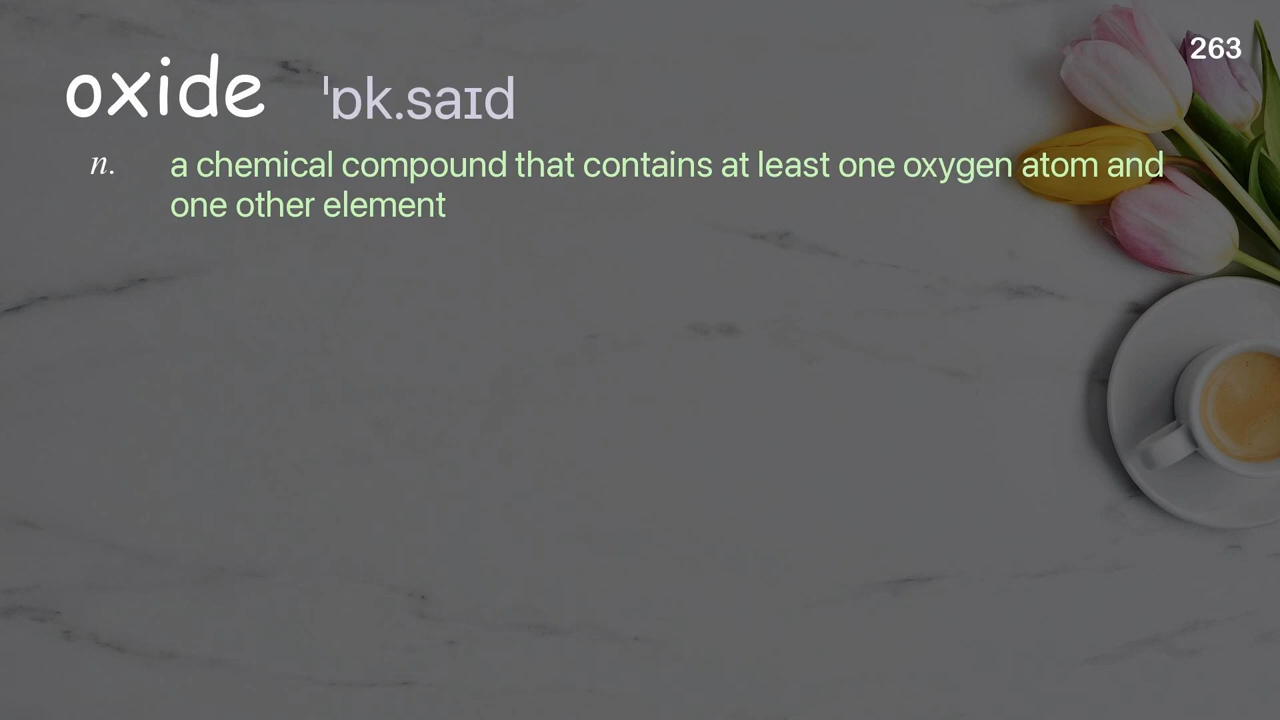 263
oxide ˈɒk.saɪd
n. a chemical compound that contains at least one oxygen atom and
one other element